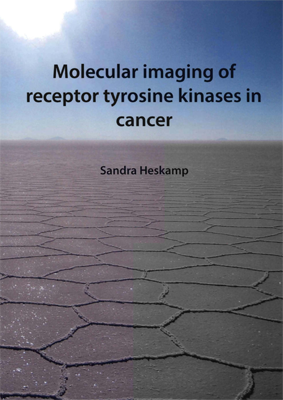 Molecular imaging of
receptor tyrosine kinases in
cancer
Sandra Heskamp